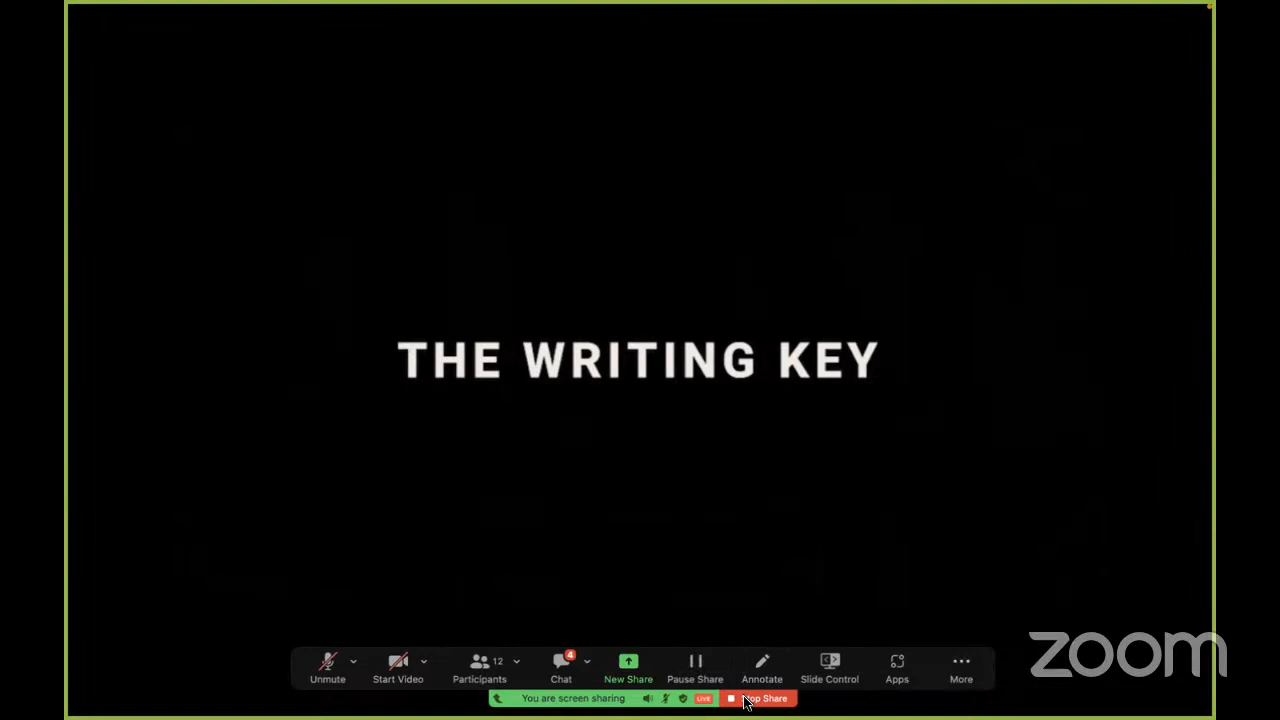 THE WRITING KEY
zoom
12
4
Unmute
Start Video
Participants
Chat
New Share
Pause Share
Annotate
Slide Control
Apps
More
You are screen sharing
LIVE
Share